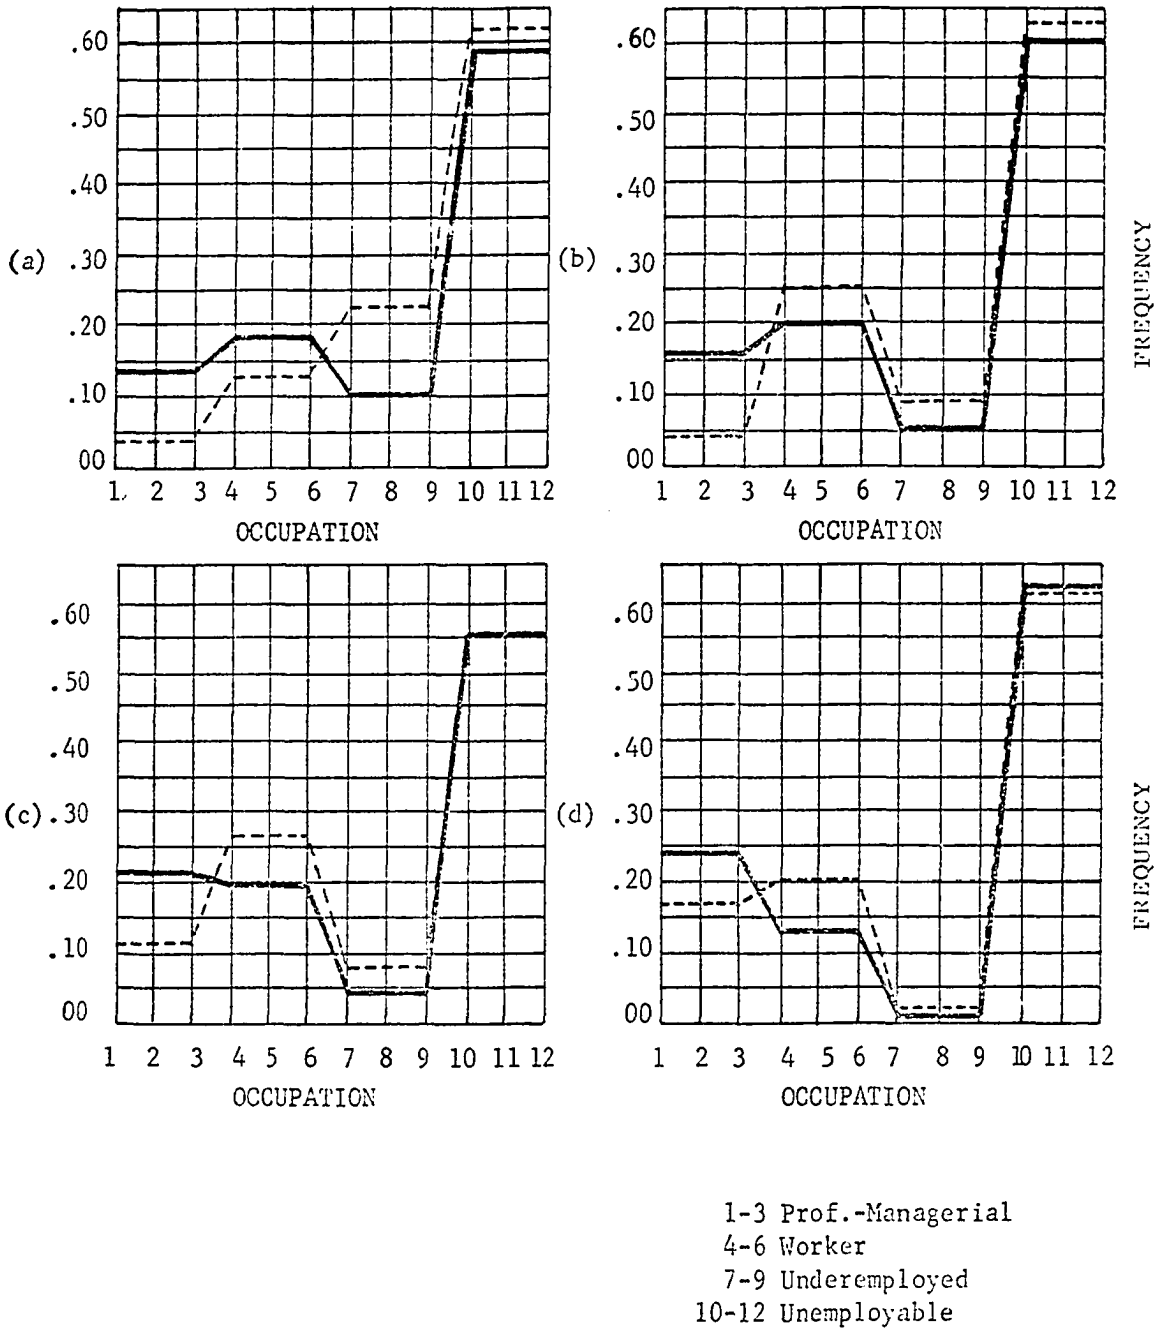 .60
.50
.40
(a) .30
.20
.10
00
1 2 3 4 5 6 7 8 9 10 11 12
OCCUPATION
.60
.50
.40
(b) .30
.20
.10
00
1 2 3 4 5 6 7 8 9 10 11 12
OCCUPATION
FREQUENCY
.60
.50
.40
(c) .30
.20
.10
00
1 2 3 4 5 6 7 8 9 10 11 12
OCCUPATION
.60
.50
.40
(d) .30
.20
.10
00
1 2 3 4 5 6 7 8 9 10 11 12
OCCUPATION
FREQUENCY
1-3 Prof.-Managerial
4-6 Worker
7-9 Underemployed
10-12 Unemployable